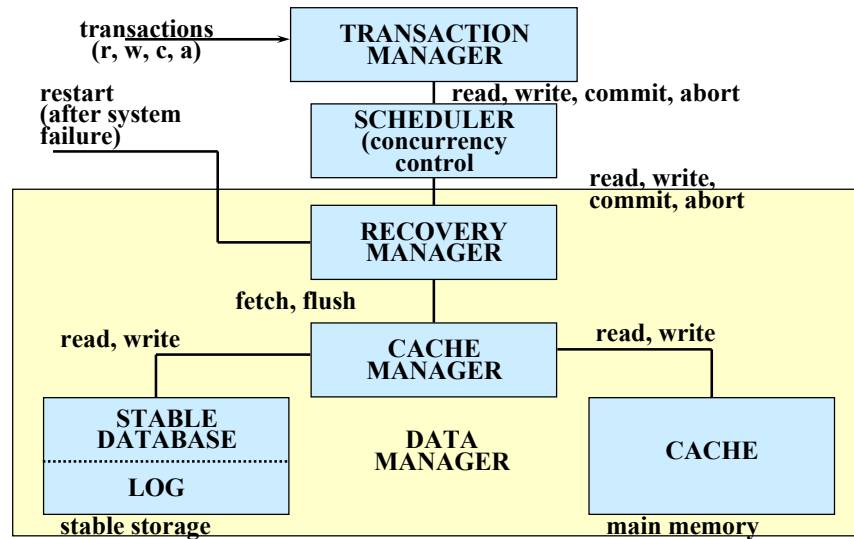 transactions
(r, w, c, a)
TRANSACTION
MANAGER
read, write, commit, abort
restart
(after system
failure)
SCHEDULER
(concurrency
control
read, write,
commit, abort
RECOVERY
MANAGER
fetch, flush
read, write
CACHE
MANAGER
read, write
STABLE
DATABASE
LOG
stable storage
DATA
MANAGER
CACHE
main memory